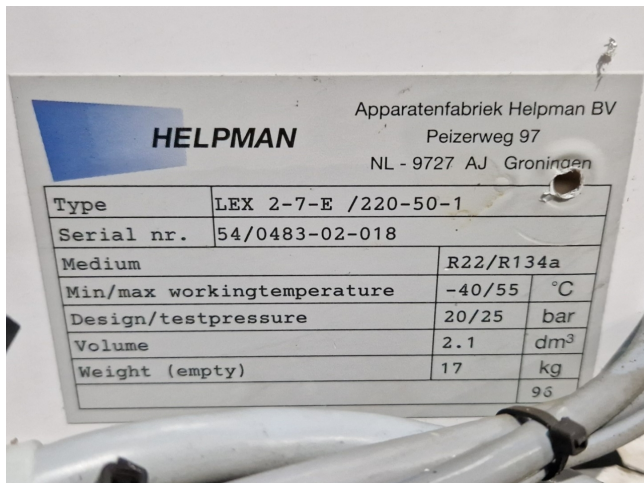 HELPMAN
Apparatenfabriek Helpman BV
Peizerweg 97
NL - 9727 AJ Groningen
Type LEX 2-7-E /220-50-1
Serial nr. 54/0483-02-018
Medium R22/R134a
Min/max workingtemperature -40/55 °C
Design/testpressure 20/25 bar
Volume 2.1 dm³
Weight (empty) 17 kg
96